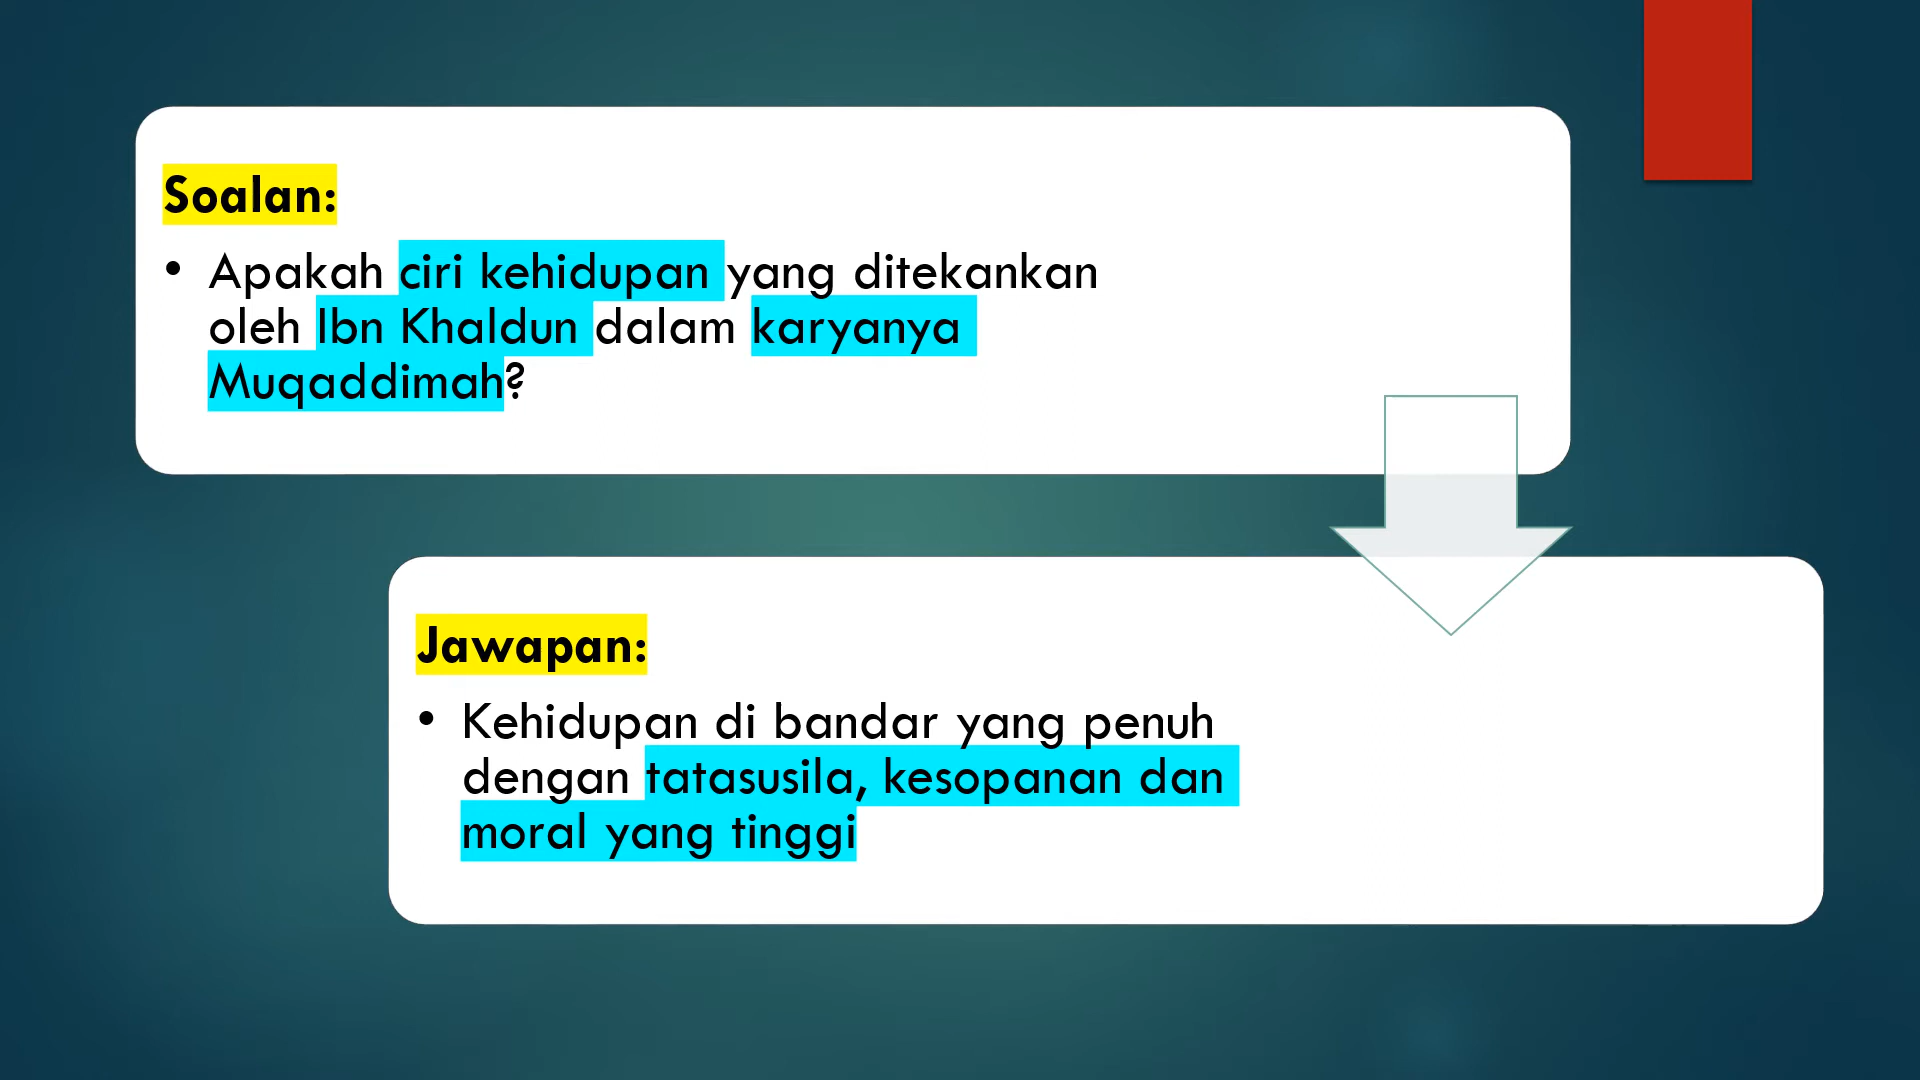 Soalan:
• Apakah ciri kehidupan yang ditekankan
oleh Ibn Khaldun dalam karyanya
Muqaddimah?
Jawapan:
• Kehidupan di bandar yang penuh
dengan tatasusila, kesopanan dan
moral yang tinggi